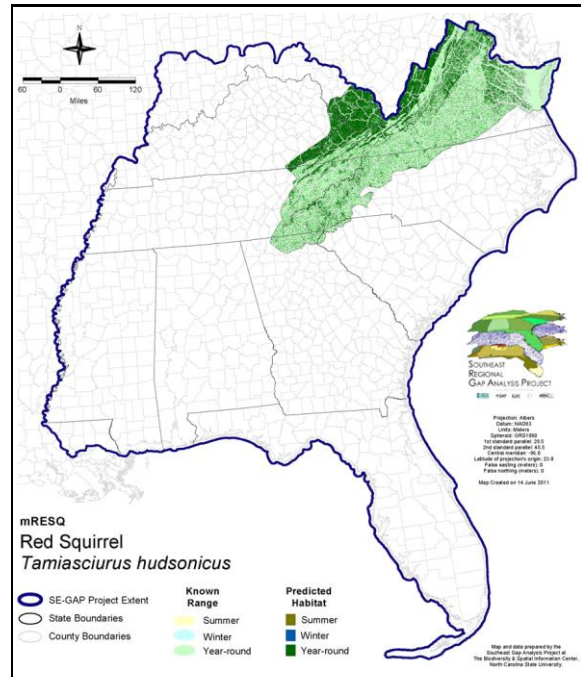 N
60 0 60 120
Miles
SOUTHEAST
REGIONAL
GAP ANALYSIS PROJECT
Projection: Albers
Datum: NAD83
Units: Meters
Spheroid: GRS1980
1st standard parallel: 29.5
2nd standard parallel: 45.5
Central meridian: -96.0
Latitude of projection's origin: 23.0
False easting (meters): 0
False northing (meters): 0
Map Created on 14 June 2011
mRESQ
Red Squirrel
Tamiasciurus hudsonicus
SE-GAP Project Extent
State Boundaries
County Boundaries
Known
Range
Summer
Winter
Year-round
Predicted
Habitat
Summer
Winter
Year-round
Map and data prepared by the
Southeast Gap Analysis Project at
The Biodiversity & Spatial Information Center,
North Carolina State University.